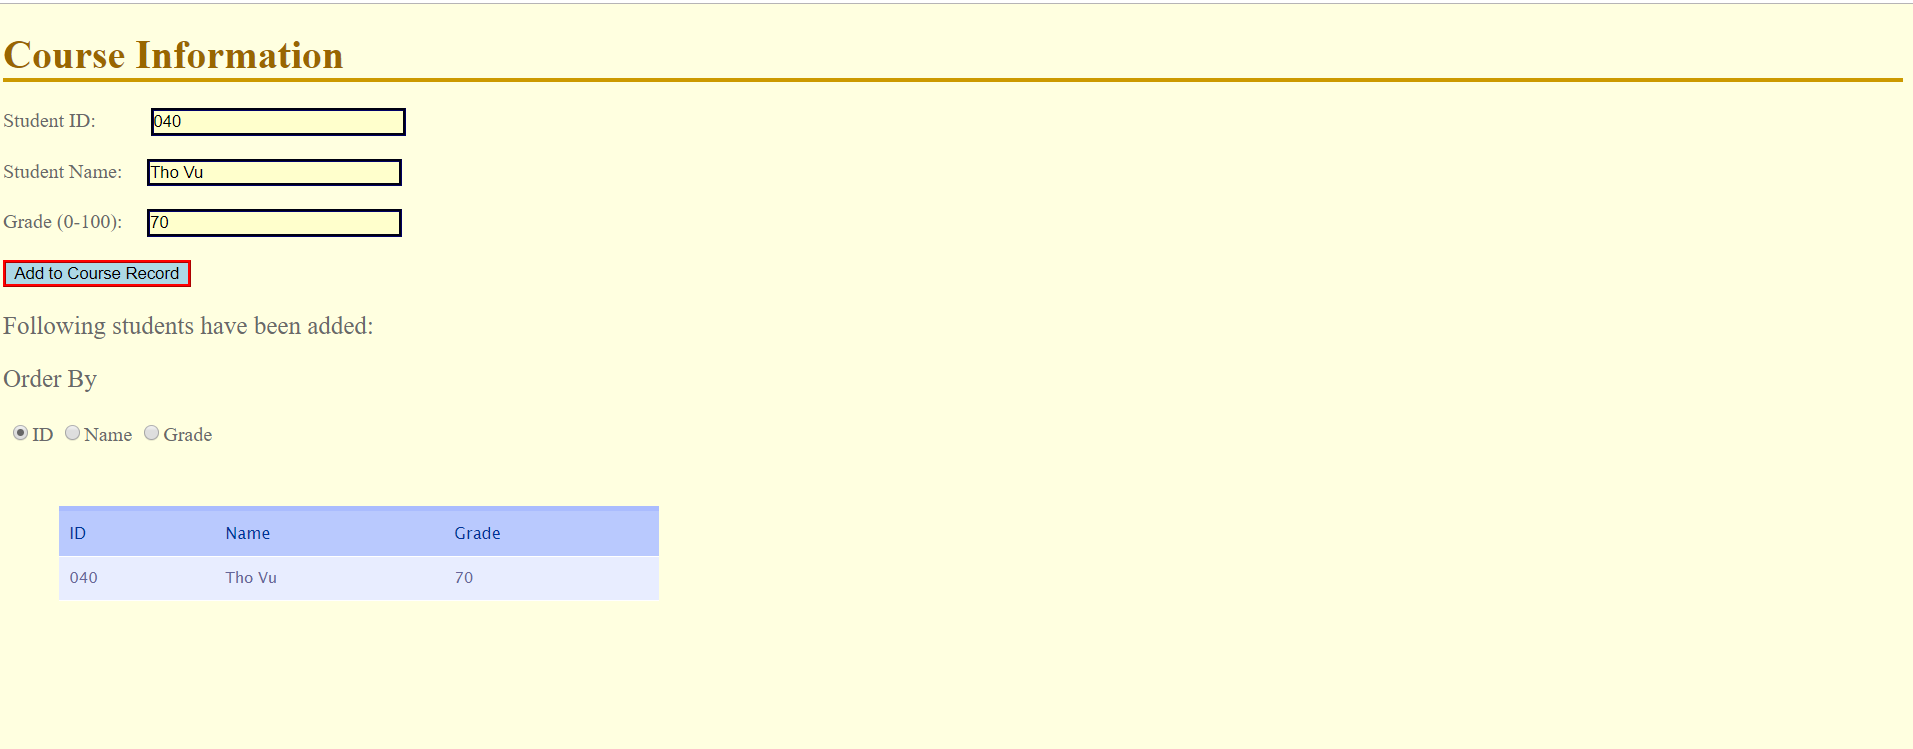 Course Information
Student ID: 040
Student Name: Tho Vu
Grade (0-100): 70
Add to Course Record
Following students have been added:
Order By
ID Name Grade
ID Name Grade
040 Tho Vu 70